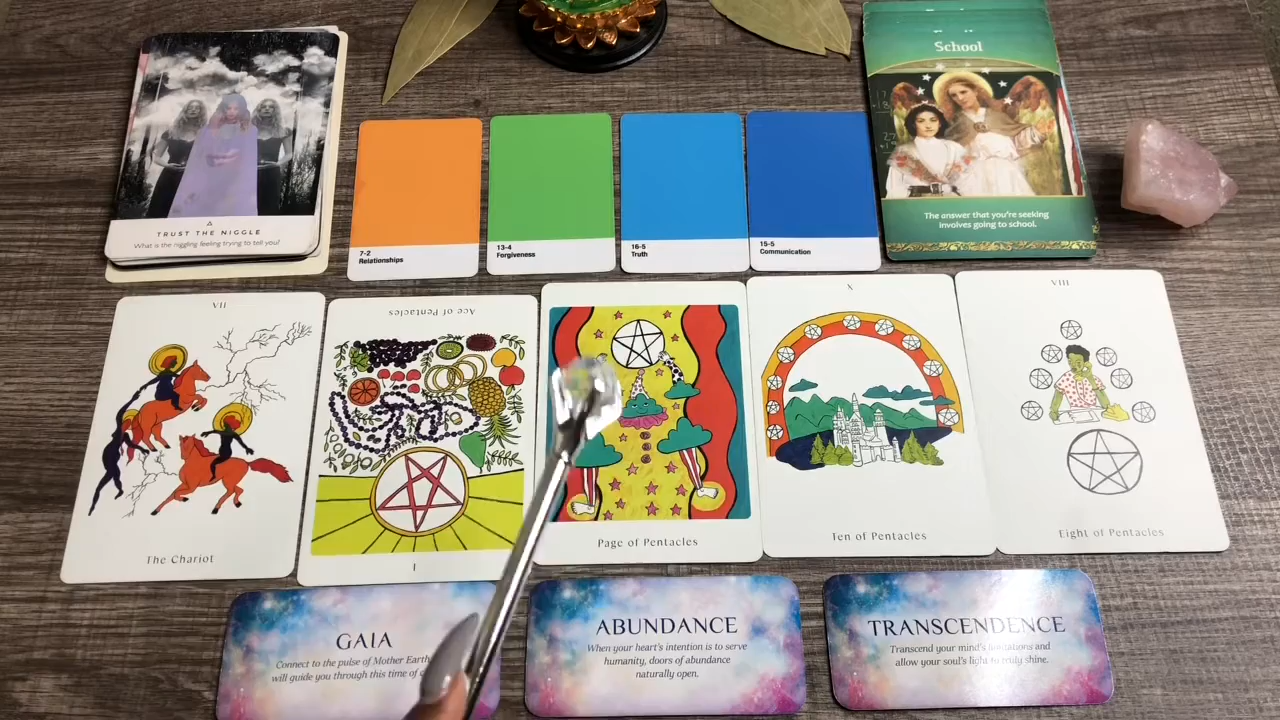 School
The answer that you're seeking
involves going to school.
TRUST THE NIGGLE
What is the niggling feeling trying to tell you?
7-2
Relationships
13-4
Forgiveness
16-5
Truth
15-5
Communication
VII
The Chariot
Ace of Pentacles
I
Page of Pentacles
X
Ten of Pentacles
VIII
Eight of Pentacles
GAIA
Connect to the pulse of Mother Earth
will guide you through this time of
ABUNDANCE
When your heart's intention is to serve
humanity, doors of abundance
naturally open.
TRANSCENDENCE
Transcend your mind's limitations and
allow your soul's light to truly shine.